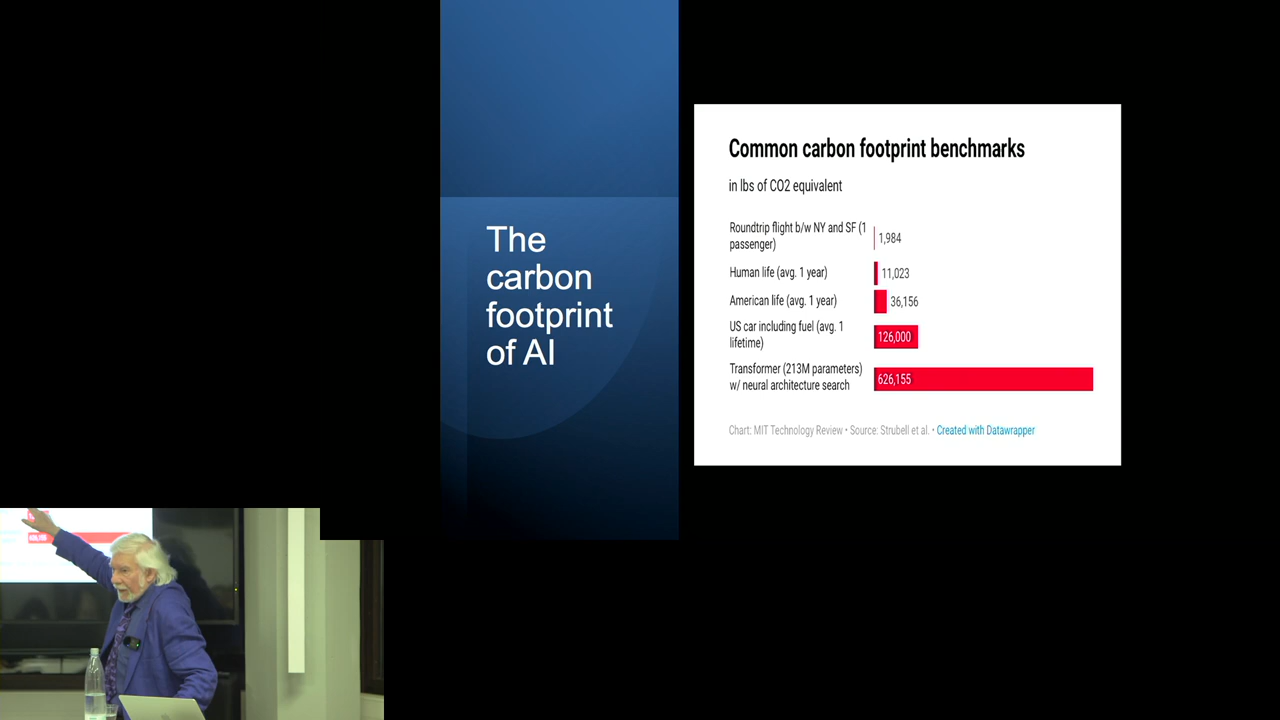 The
carbon
footprint
of AI
Common carbon footprint benchmarks
in lbs of CO2 equivalent
Roundtrip flight b/w NY and SF (1
passenger)
1,984
Human life (avg. 1 year)
11,023
American life (avg. 1 year)
36,156
US car including fuel (avg. 1
lifetime)
126,000
Transformer (213M parameters)
w/ neural architecture search
626,155
Chart: MIT Technology Review • Source: Strubell et al. • Created with Datawrapper